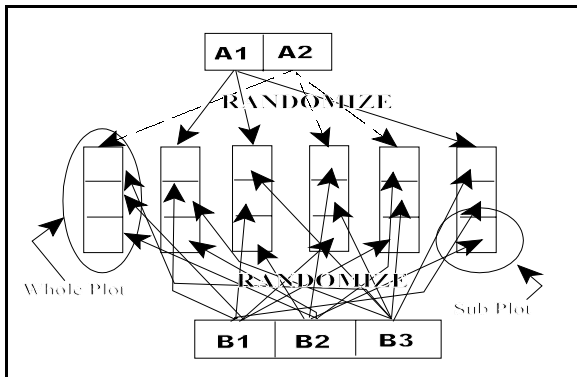 A1 A2
RANDOMIZE
RANDOMIZE
Whole Plot
Sub Plot
B1 B2 B3